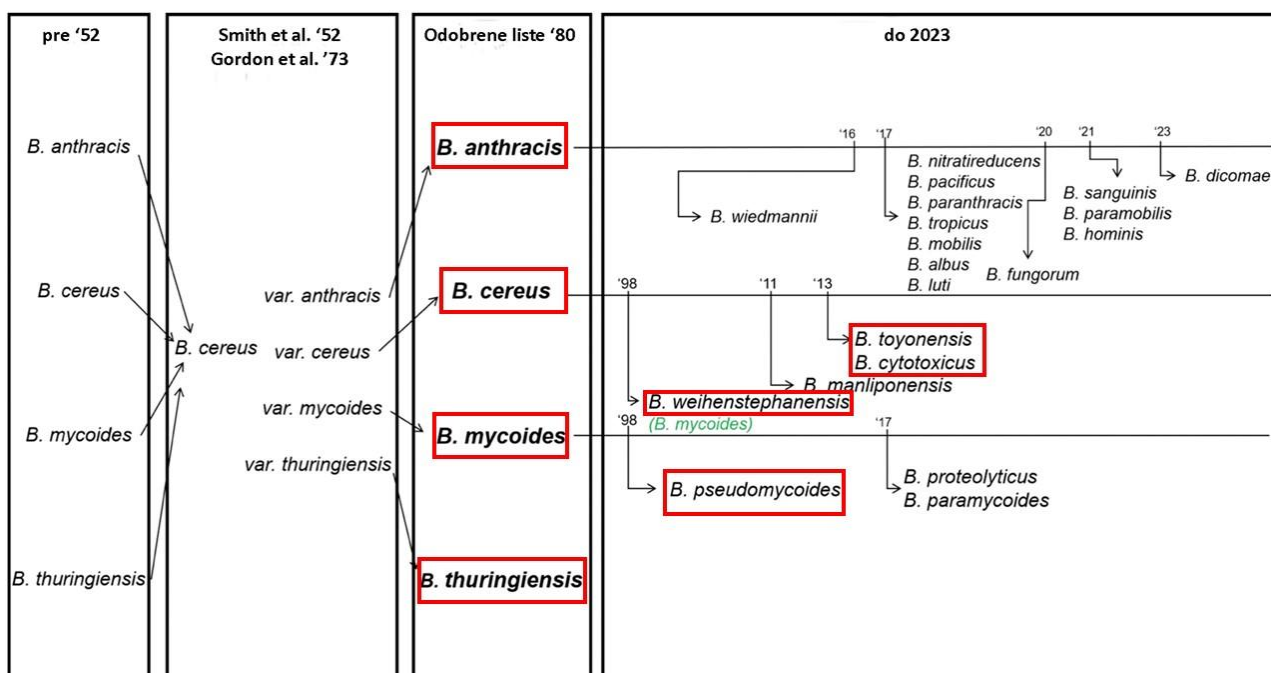 pre ‘52
B. anthracis
B. cereus
B. mycoides
B. thuringiensis
Smith et al. ‘52
Gordon et al. ’73
B. cereus
var. anthracis
var. cereus
var. mycoides
var. thuringiensis
Odobrene liste ‘80
B. anthracis
B. cereus
B. mycoides
B. thuringiensis
do 2023
‘16
‘17
‘20
‘21
‘23
B. wiedmannii
B. nitratireducens
B. pacificus
B. paranthracis
B. tropicus
B. mobilis
B. albus
B. luti
B. fungorum
B. sanguinis
B. paramobilis
B. hominis
B. dicomae
‘98
‘11
‘13
B. toyonensis
B. cytotoxicus
B. manliponensis
B. weihenstephanensis
(B. mycoides)
‘98
‘17
B. pseudomycoides
B. proteolyticus
B. paramycoides